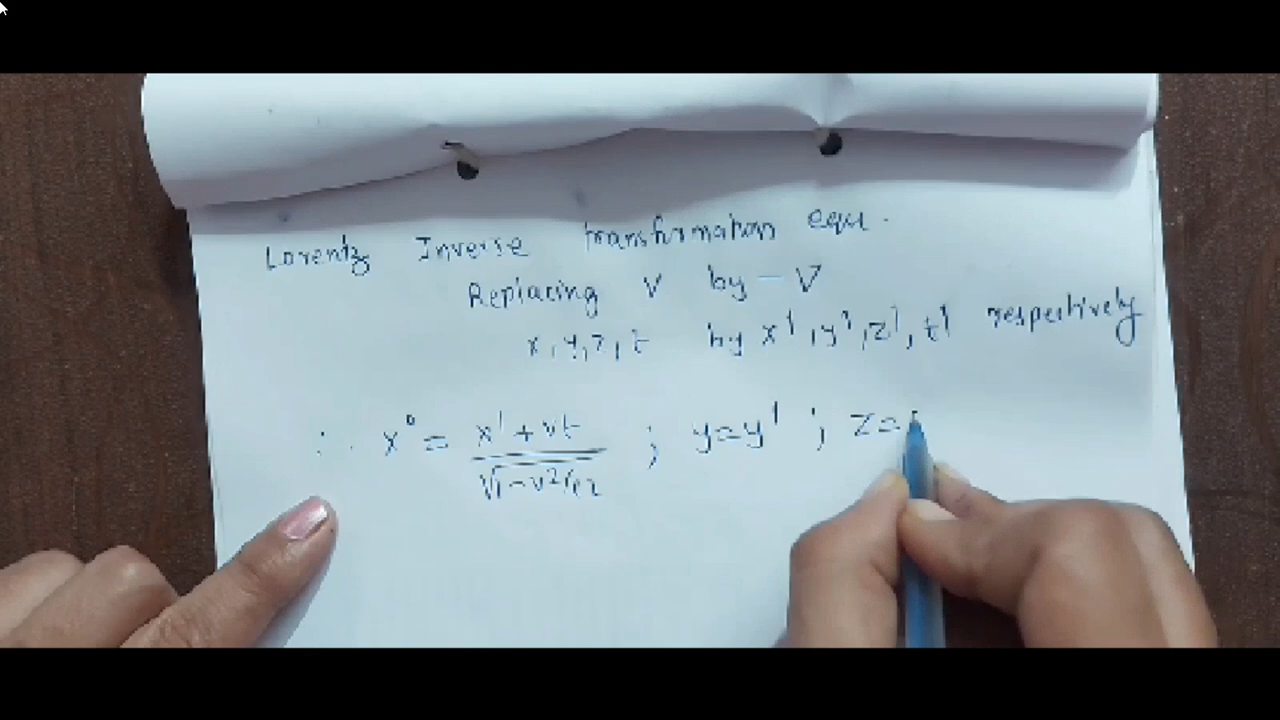 Lorentz Inverse transformation equ.
Replacing V by -V
x, y, z, t by x', y', z', t' respectively
∴ x° = x' + vt / √1-v²/c² ; y=y' ; z=